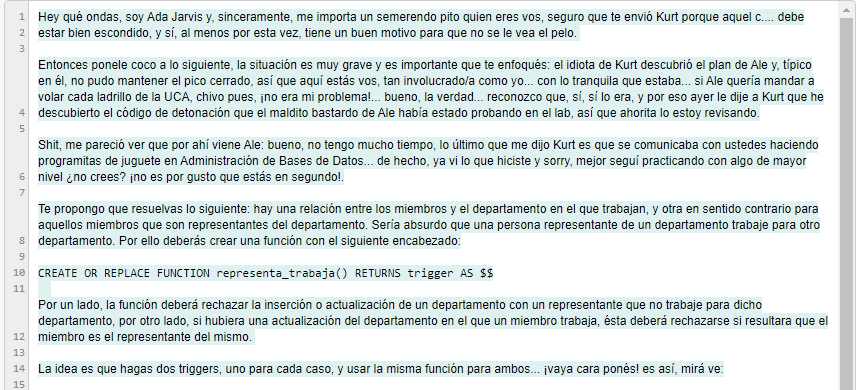 1 Hey qué ondas, soy Ada Jarvis y, sinceramente, me importa un semerendo pito quien eres vos, seguro que te envió Kurt porque aquel c.... debe
2 estar bien escondido, y sí, al menos por esta vez, tiene un buen motivo para que no se le vea el pelo.
3
Entonces ponele coco a lo siguiente, la situación es muy grave y es importante que te enfoqués: el idiota de Kurt descubrió el plan de Ale y, típico
en él, no pudo mantener el pico cerrado, así que aquí estás vos, tan involucrado/a como yo... con lo tranquila que estaba... si Ale quería mandar a
volar cada ladrillo de la UCA, chivo pues, ¡no era mi problema!... bueno, la verdad... reconozco que, sí, sí lo era, y por eso ayer le dije a Kurt que he
4 descubierto el código de detonación que el maldito bastardo de Ale había estado probando en el lab, así que ahorita lo estoy revisando.
5
Shit, me pareció ver que por ahí viene Ale: bueno, no tengo mucho tiempo, lo último que me dijo Kurt es que se comunicaba con ustedes haciendo
programitas de juguete en Administración de Bases de Datos... de hecho, ya vi lo que hiciste y sorry, mejor seguí practicando con algo de mayor
6 nivel ¿no crees? ¡no es por gusto que estás en segundo!.
7
Te propongo que resuelvas lo siguiente: hay una relación entre los miembros y el departamento en el que trabajan, y otra en sentido contrario para
aquellos miembros que son representantes del departamento. Sería absurdo que una persona representante de un departamento trabaje para otro
8 departamento. Por ello deberás crear una función con el siguiente encabezado:
9
10 CREATE OR REPLACE FUNCTION representa_trabaja() RETURNS trigger AS $$
11
Por un lado, la función deberá rechazar la inserción o actualización de un departamento con un representante que no trabaje para dicho
departamento, por otro lado, si hubiera una actualización del departamento en el que un miembro trabaja, ésta deberá rechazarse si resultara que el
12 miembro es el representante del mismo.
13
14 La idea es que hagas dos triggers, uno para cada caso, y usar la misma función para ambos... ¡vaya cara ponés! es así, mirá ve:
15